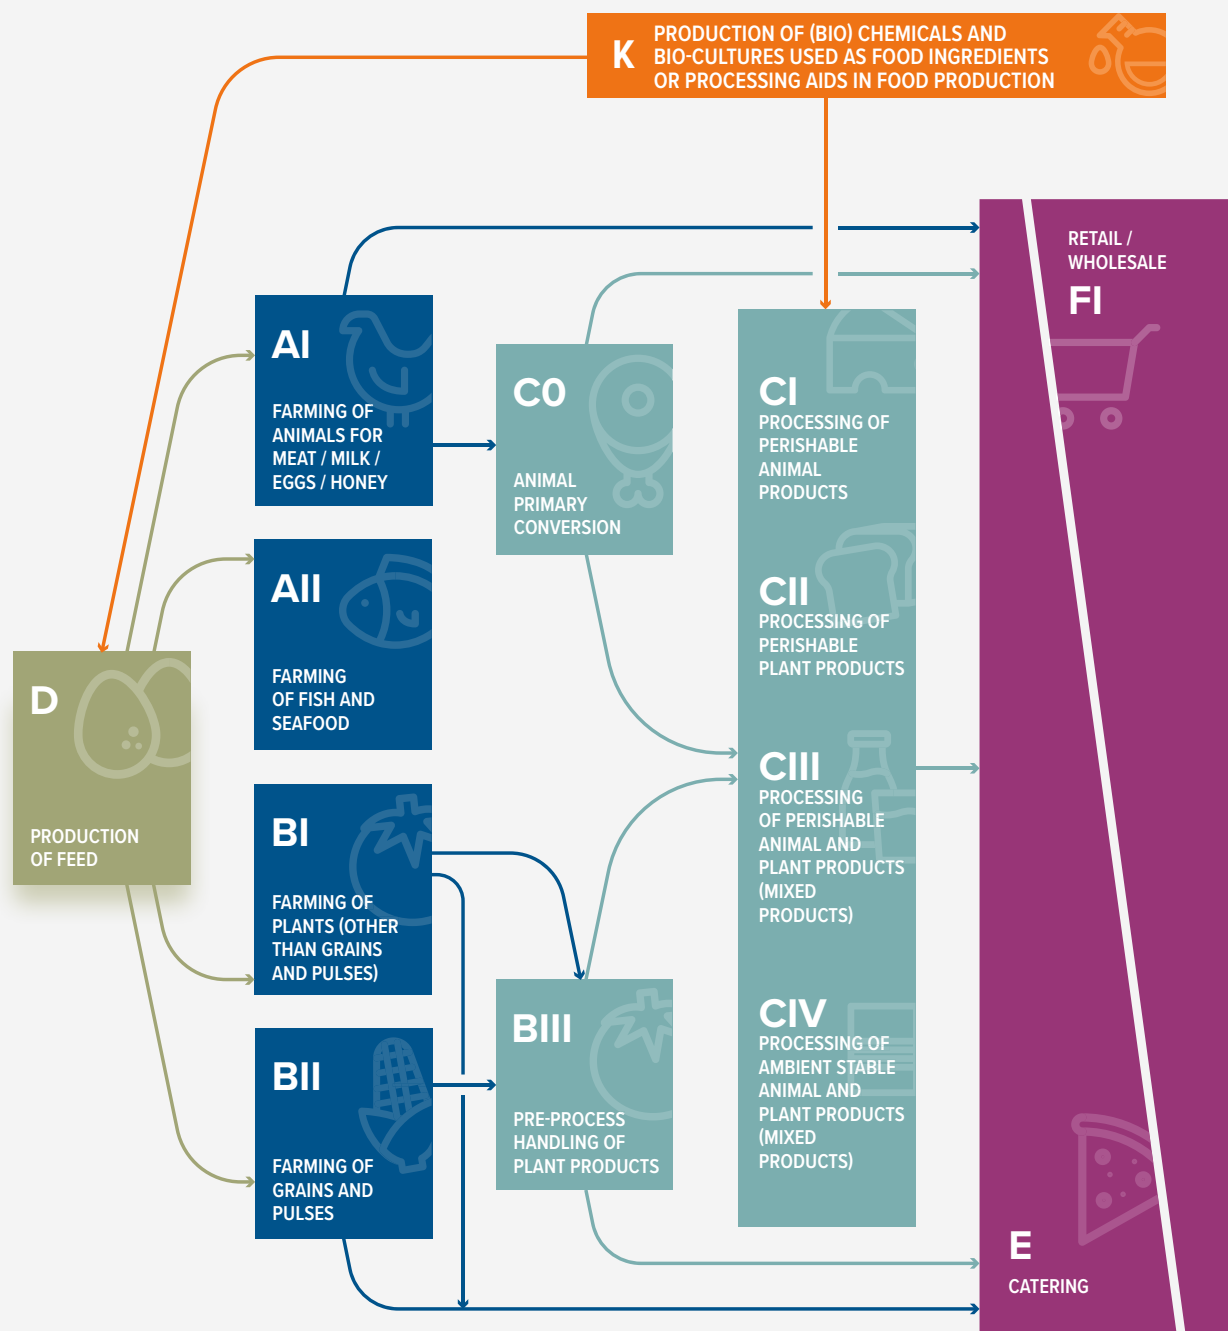 K
PRODUCTION OF (BIO) CHEMICALS AND
BIO-CULTURES USED AS FOOD INGREDIENTS
OR PROCESSING AIDS IN FOOD PRODUCTION
RETAIL /
WHOLESALE
FI
AI
FARMING OF
ANIMALS FOR
MEAT / MILK /
EGGS / HONEY
C0
ANIMAL
PRIMARY
CONVERSION
CI
PROCESSING OF
PERISHABLE
ANIMAL
PRODUCTS
AII
FARMING
OF FISH AND
SEAFOOD
CII
PROCESSING OF
PERISHABLE
PLANT PRODUCTS
D
PRODUCTION
OF FEED
BI
FARMING OF
PLANTS (OTHER
THAN GRAINS
AND PULSES)
CIII
PROCESSING
OF PERISHABLE
ANIMAL AND
PLANT PRODUCTS
(MIXED
PRODUCTS)
BII
FARMING OF
GRAINS AND
PULSES
BIII
PRE-PROCESS
HANDLING OF
PLANT PRODUCTS
CIV
PROCESSING OF
AMBIENT STABLE
ANIMAL AND
PLANT PRODUCTS
(MIXED
PRODUCTS)
E
CATERING